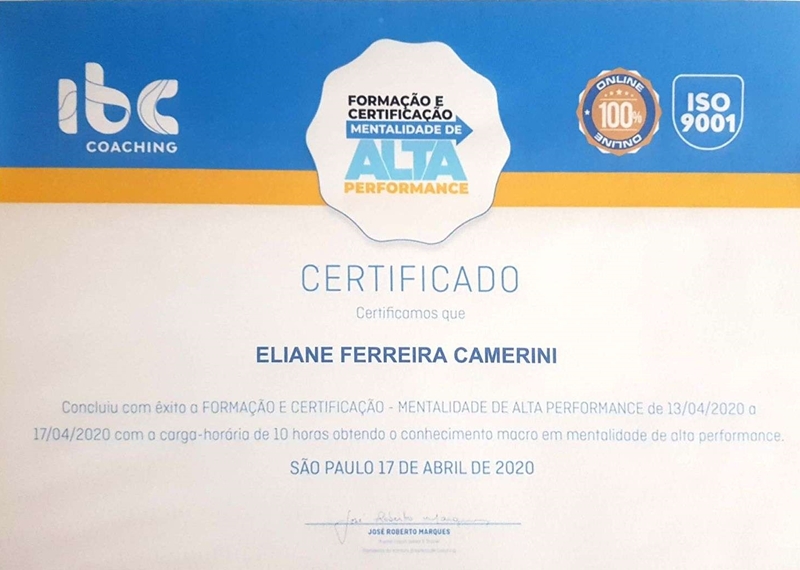 ibc
COACHING
FORMAÇÃO E
CERTIFICAÇÃO
MENTALIDADE DE
ALTA
PERFORMANCE
ONLINE
100%
ONLINE
ISO
9001
CERTIFICADO
Certificamos que
ELIANE FERREIRA CAMERINI
Concluiu com êxito a FORMAÇÃO E CERTIFICAÇÃO - MENTALIDADE DE ALTA PERFORMANCE de 13/04/2020 a
17/04/2020 com a carga-horária de 10 horas obtendo o conhecimento macro em mentalidade de alta performance.
SÃO PAULO 17 DE ABRIL DE 2020
José Roberto Marques
JOSÉ ROBERTO MARQUES